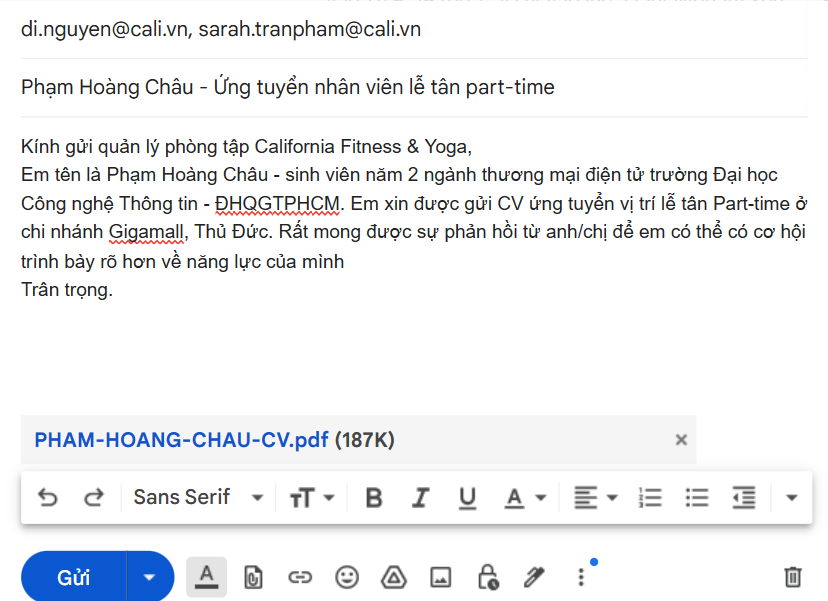 di.nguyen@cali.vn, sarah.tranpham@cali.vn
Phạm Hoàng Châu - Ứng tuyển nhân viên lễ tân part-time
Kính gửi quản lý phòng tập California Fitness & Yoga,
Em tên là Phạm Hoàng Châu - sinh viên năm 2 ngành thương mại điện tử trường Đại học
Công nghệ Thông tin - ĐHQGTPHCM. Em xin được gửi CV ứng tuyển vị trí lễ tân Part-time ở
chi nhánh Gigamall, Thủ Đức. Rất mong được sự phản hồi từ anh/chị để em có thể có cơ hội
trình bày rõ hơn về năng lực của mình
Trân trọng.
PHAM-HOANG-CHAU-CV.pdf (187K)
Sans Serif
Gửi